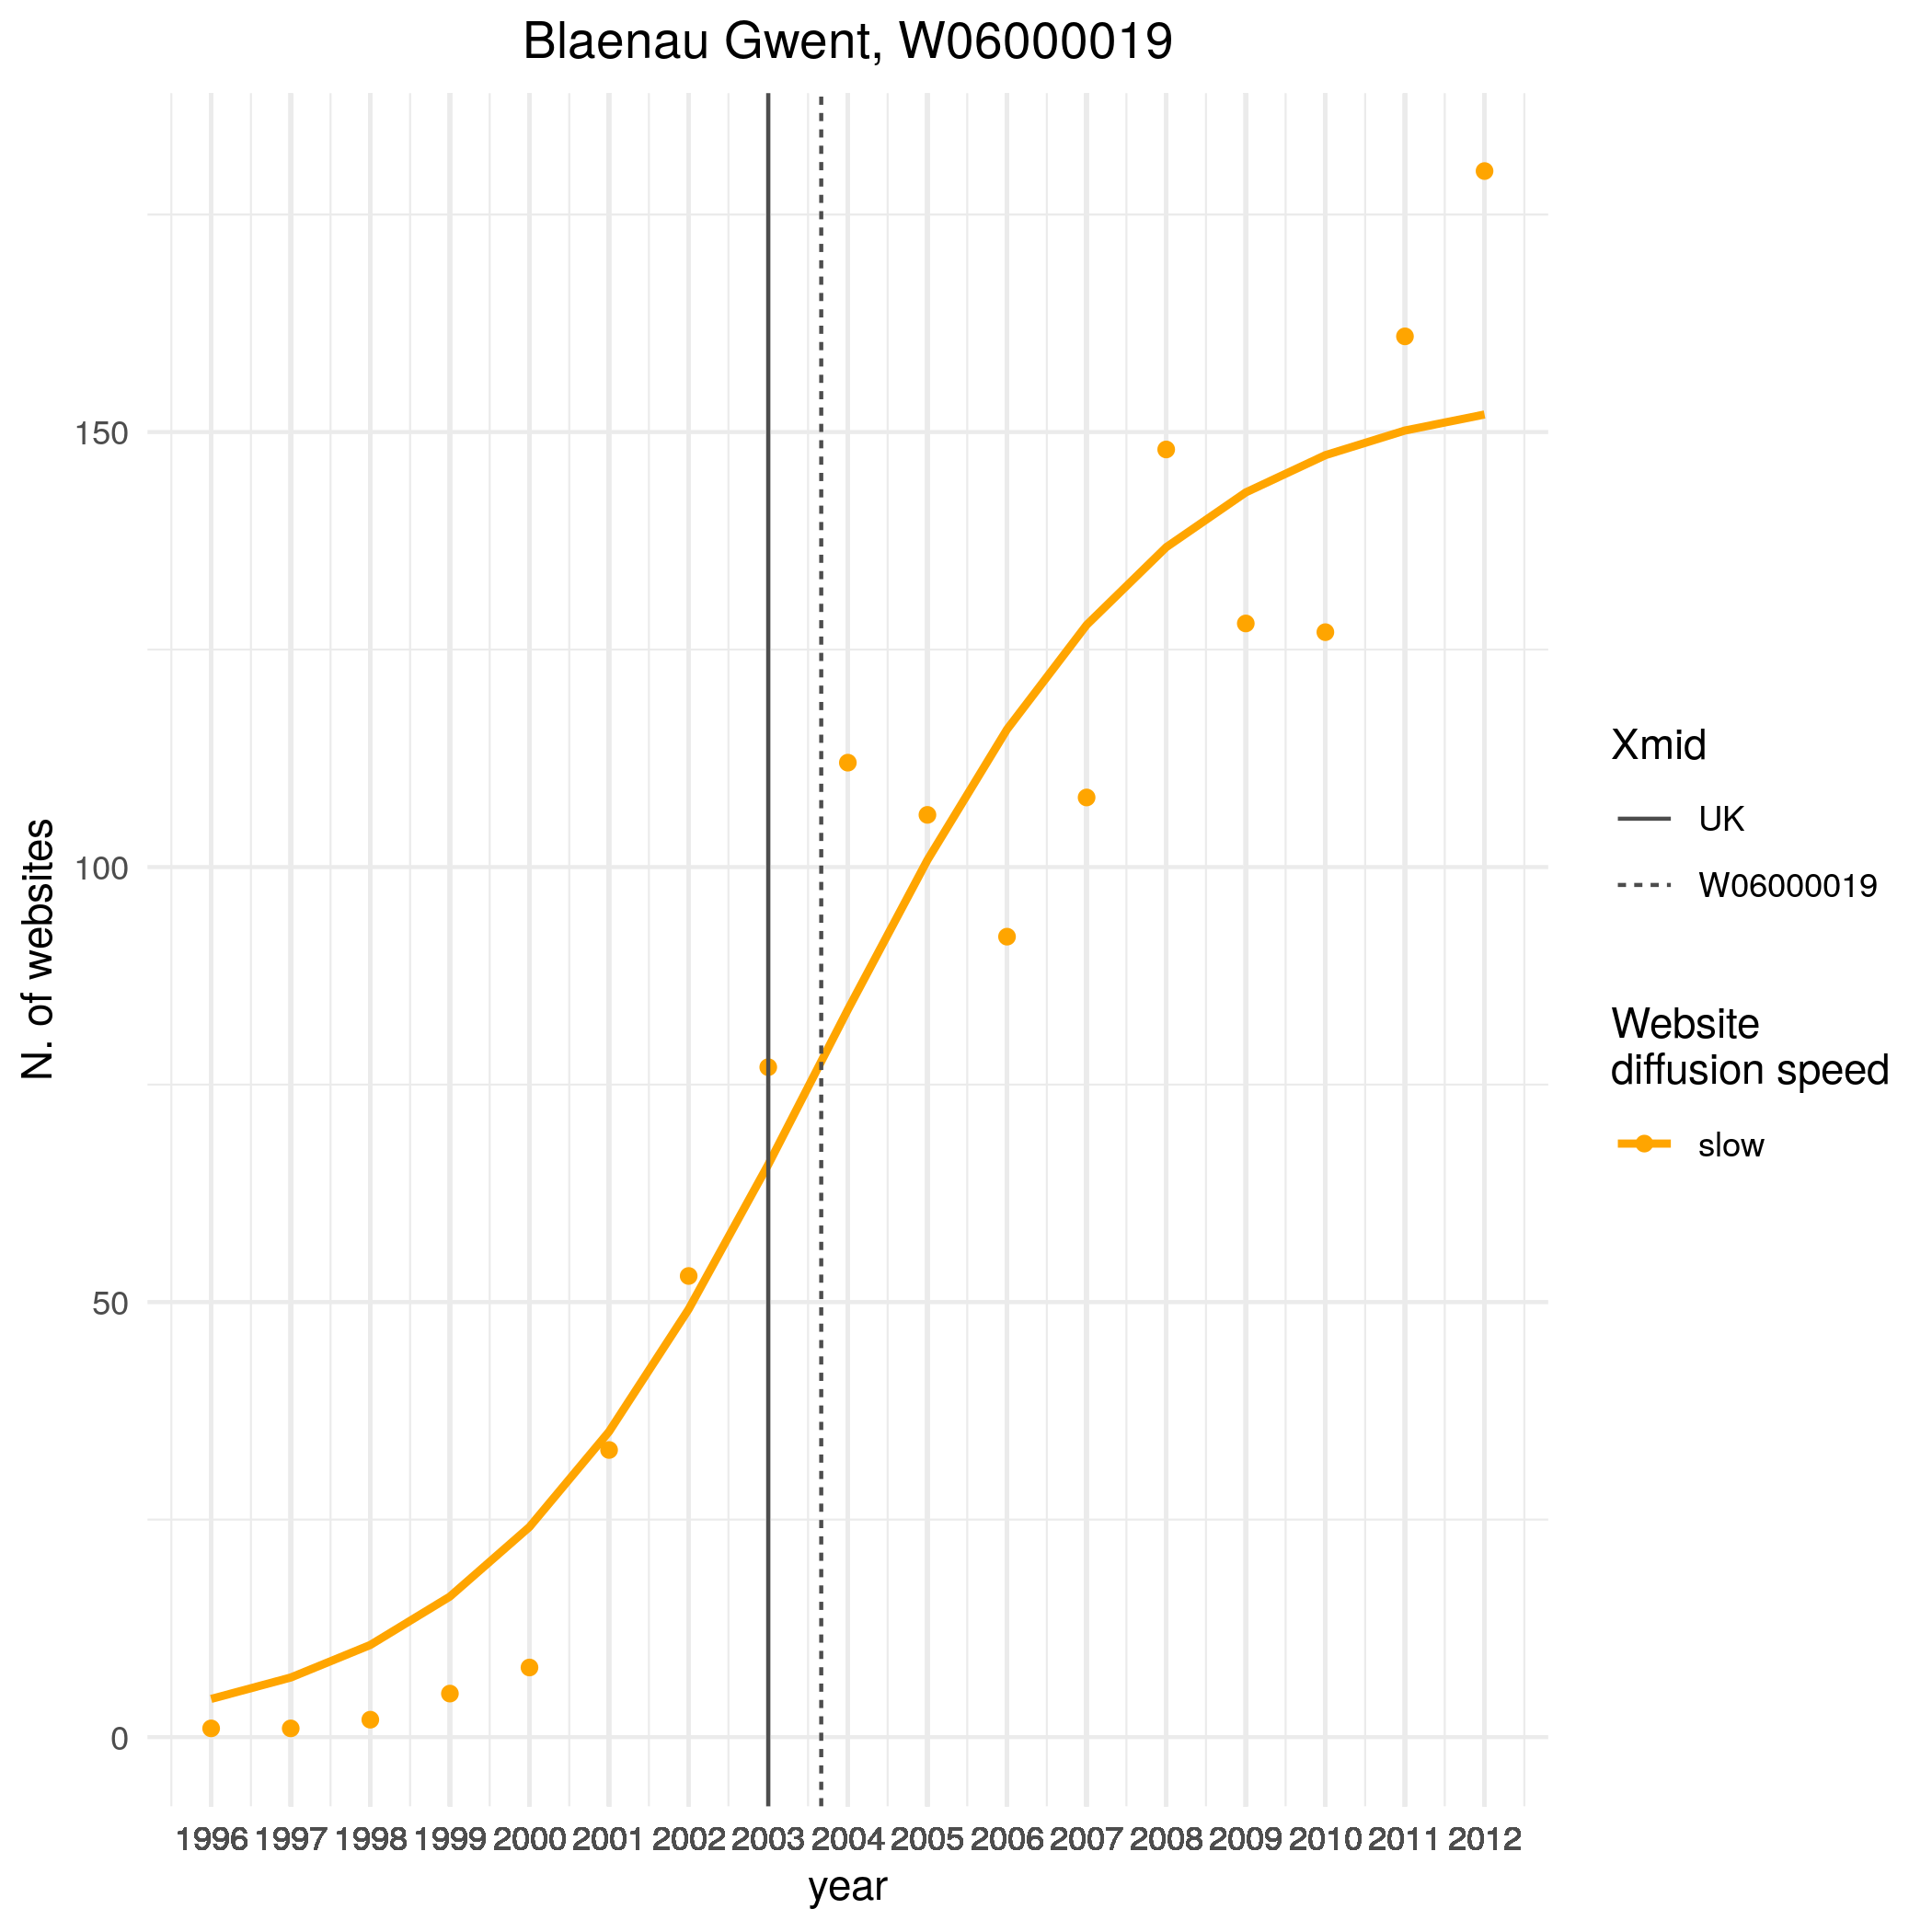 Blaenau Gwent, W06000019
N. of websites
150
100
50
0
1996 1997 1998 1999 2000 2001 2002 2003 2004 2005 2006 2007 2008 2009 2010 2011 2012
year
Xmid
UK
W06000019
Website
diffusion speed
slow